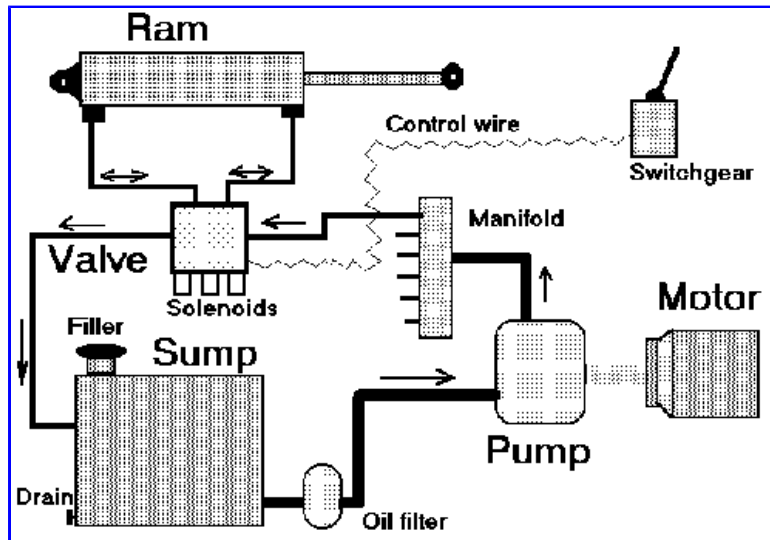 Ram
Control wire
Switchgear
Manifold
Valve
Solenoids
Motor
Filler
Sump
Pump
Drain
Oil filter